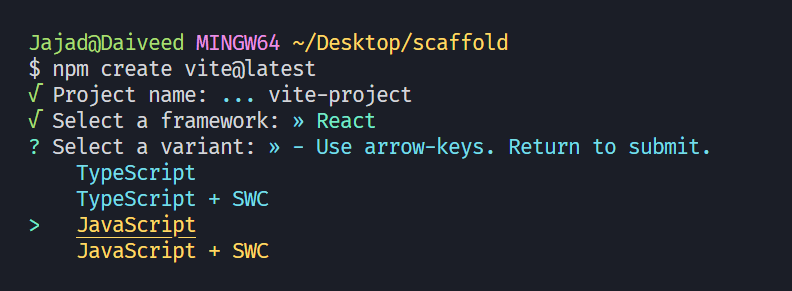 Jajad@Daiveed MINGW64 ~/Desktop/scaffold
$ npm create vite@latest
√ Project name: ... vite-project
√ Select a framework: » React
? Select a variant: » - Use arrow-keys. Return to submit.
    TypeScript
    TypeScript + SWC
>   JavaScript
    JavaScript + SWC